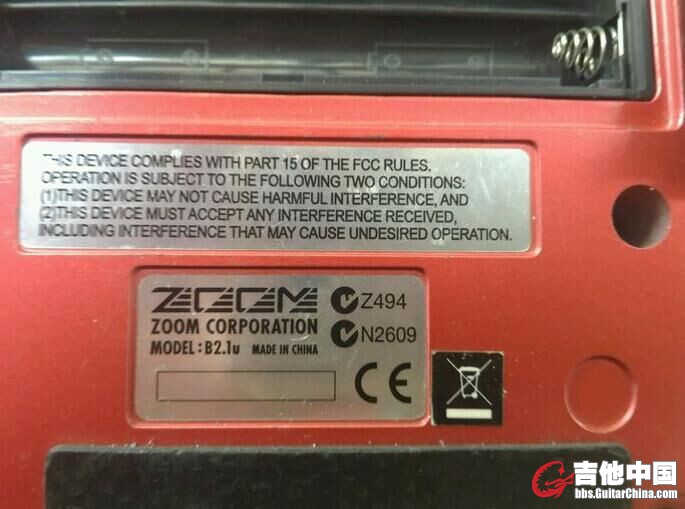 THIS DEVICE COMPLIES WITH PART 15 OF THE FCC RULES.
OPERATION IS SUBJECT TO THE FOLLOWING TWO CONDITIONS:
(1)THIS DEVICE MAY NOT CAUSE HARMFUL INTERFERENCE, AND
(2)THIS DEVICE MUST ACCEPT ANY INTERFERENCE RECEIVED,
INCLUDING INTERFERENCE THAT MAY CAUSE UNDESIRED OPERATION.
ZOOM
Z494
ZOOM CORPORATION
N2609
MODEL:B2.1u MADE IN CHINA
CE
吉他中国
bbs.GuitarChina.com